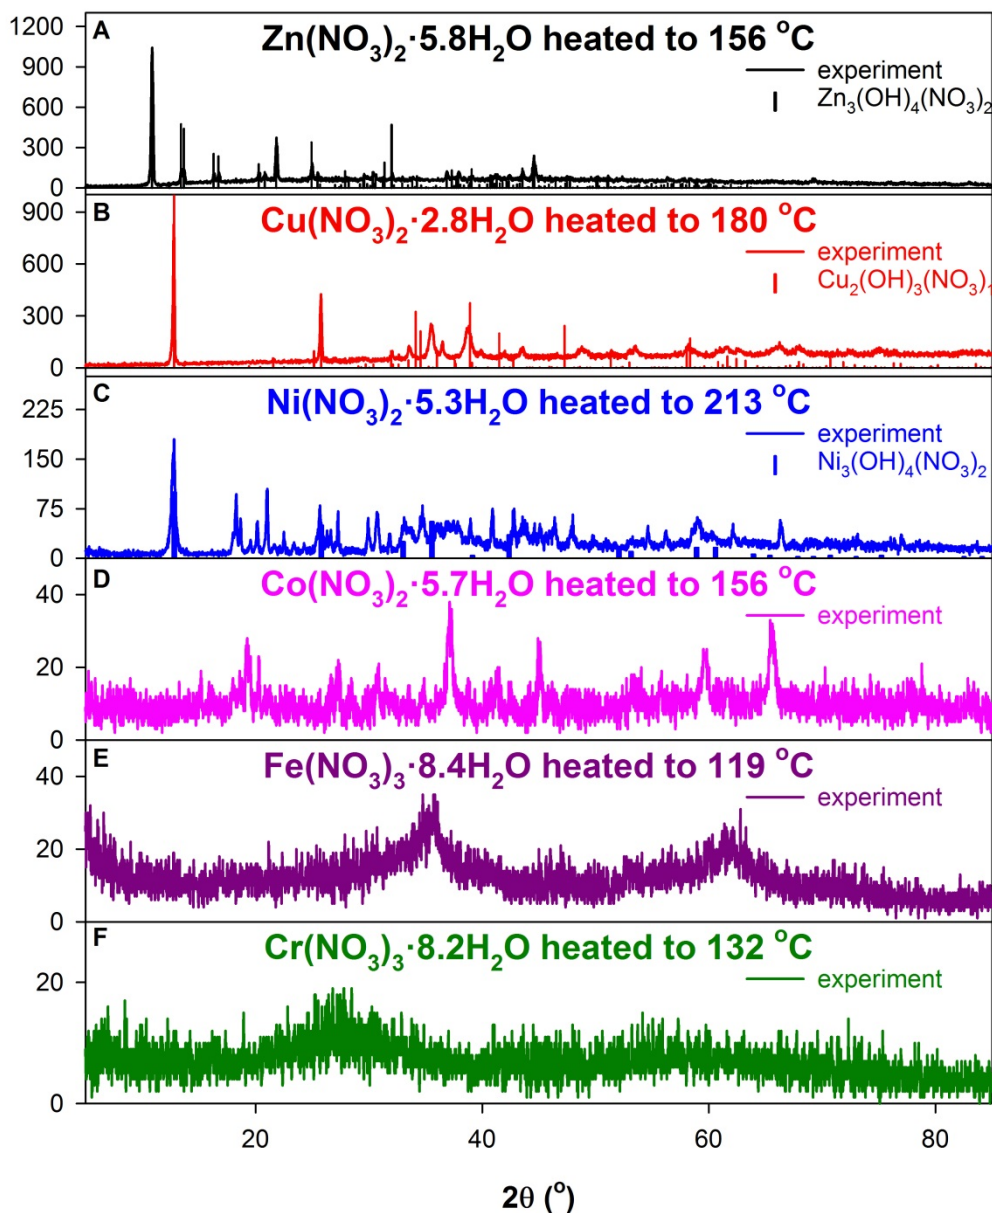 A
Zn(NO₃)₂·5.8H₂O heated to 156 °C
1200
900
600
300
0
experiment
Zn₃(OH)₄(NO₃)₂
B
Cu(NO₃)₂·2.8H₂O heated to 180 °C
900
600
300
0
experiment
Cu₂(OH)₃(NO₃)₁
C
Ni(NO₃)₂·5.3H₂O heated to 213 °C
225
150
75
0
experiment
Ni₃(OH)₄(NO₃)₂
D
Co(NO₃)₂·5.7H₂O heated to 156 °C
40
20
0
experiment
E
Fe(NO₃)₃·8.4H₂O heated to 119 °C
40
20
0
experiment
F
Cr(NO₃)₃·8.2H₂O heated to 132 °C
20
0
experiment
20 40 60 80
2θ (°)